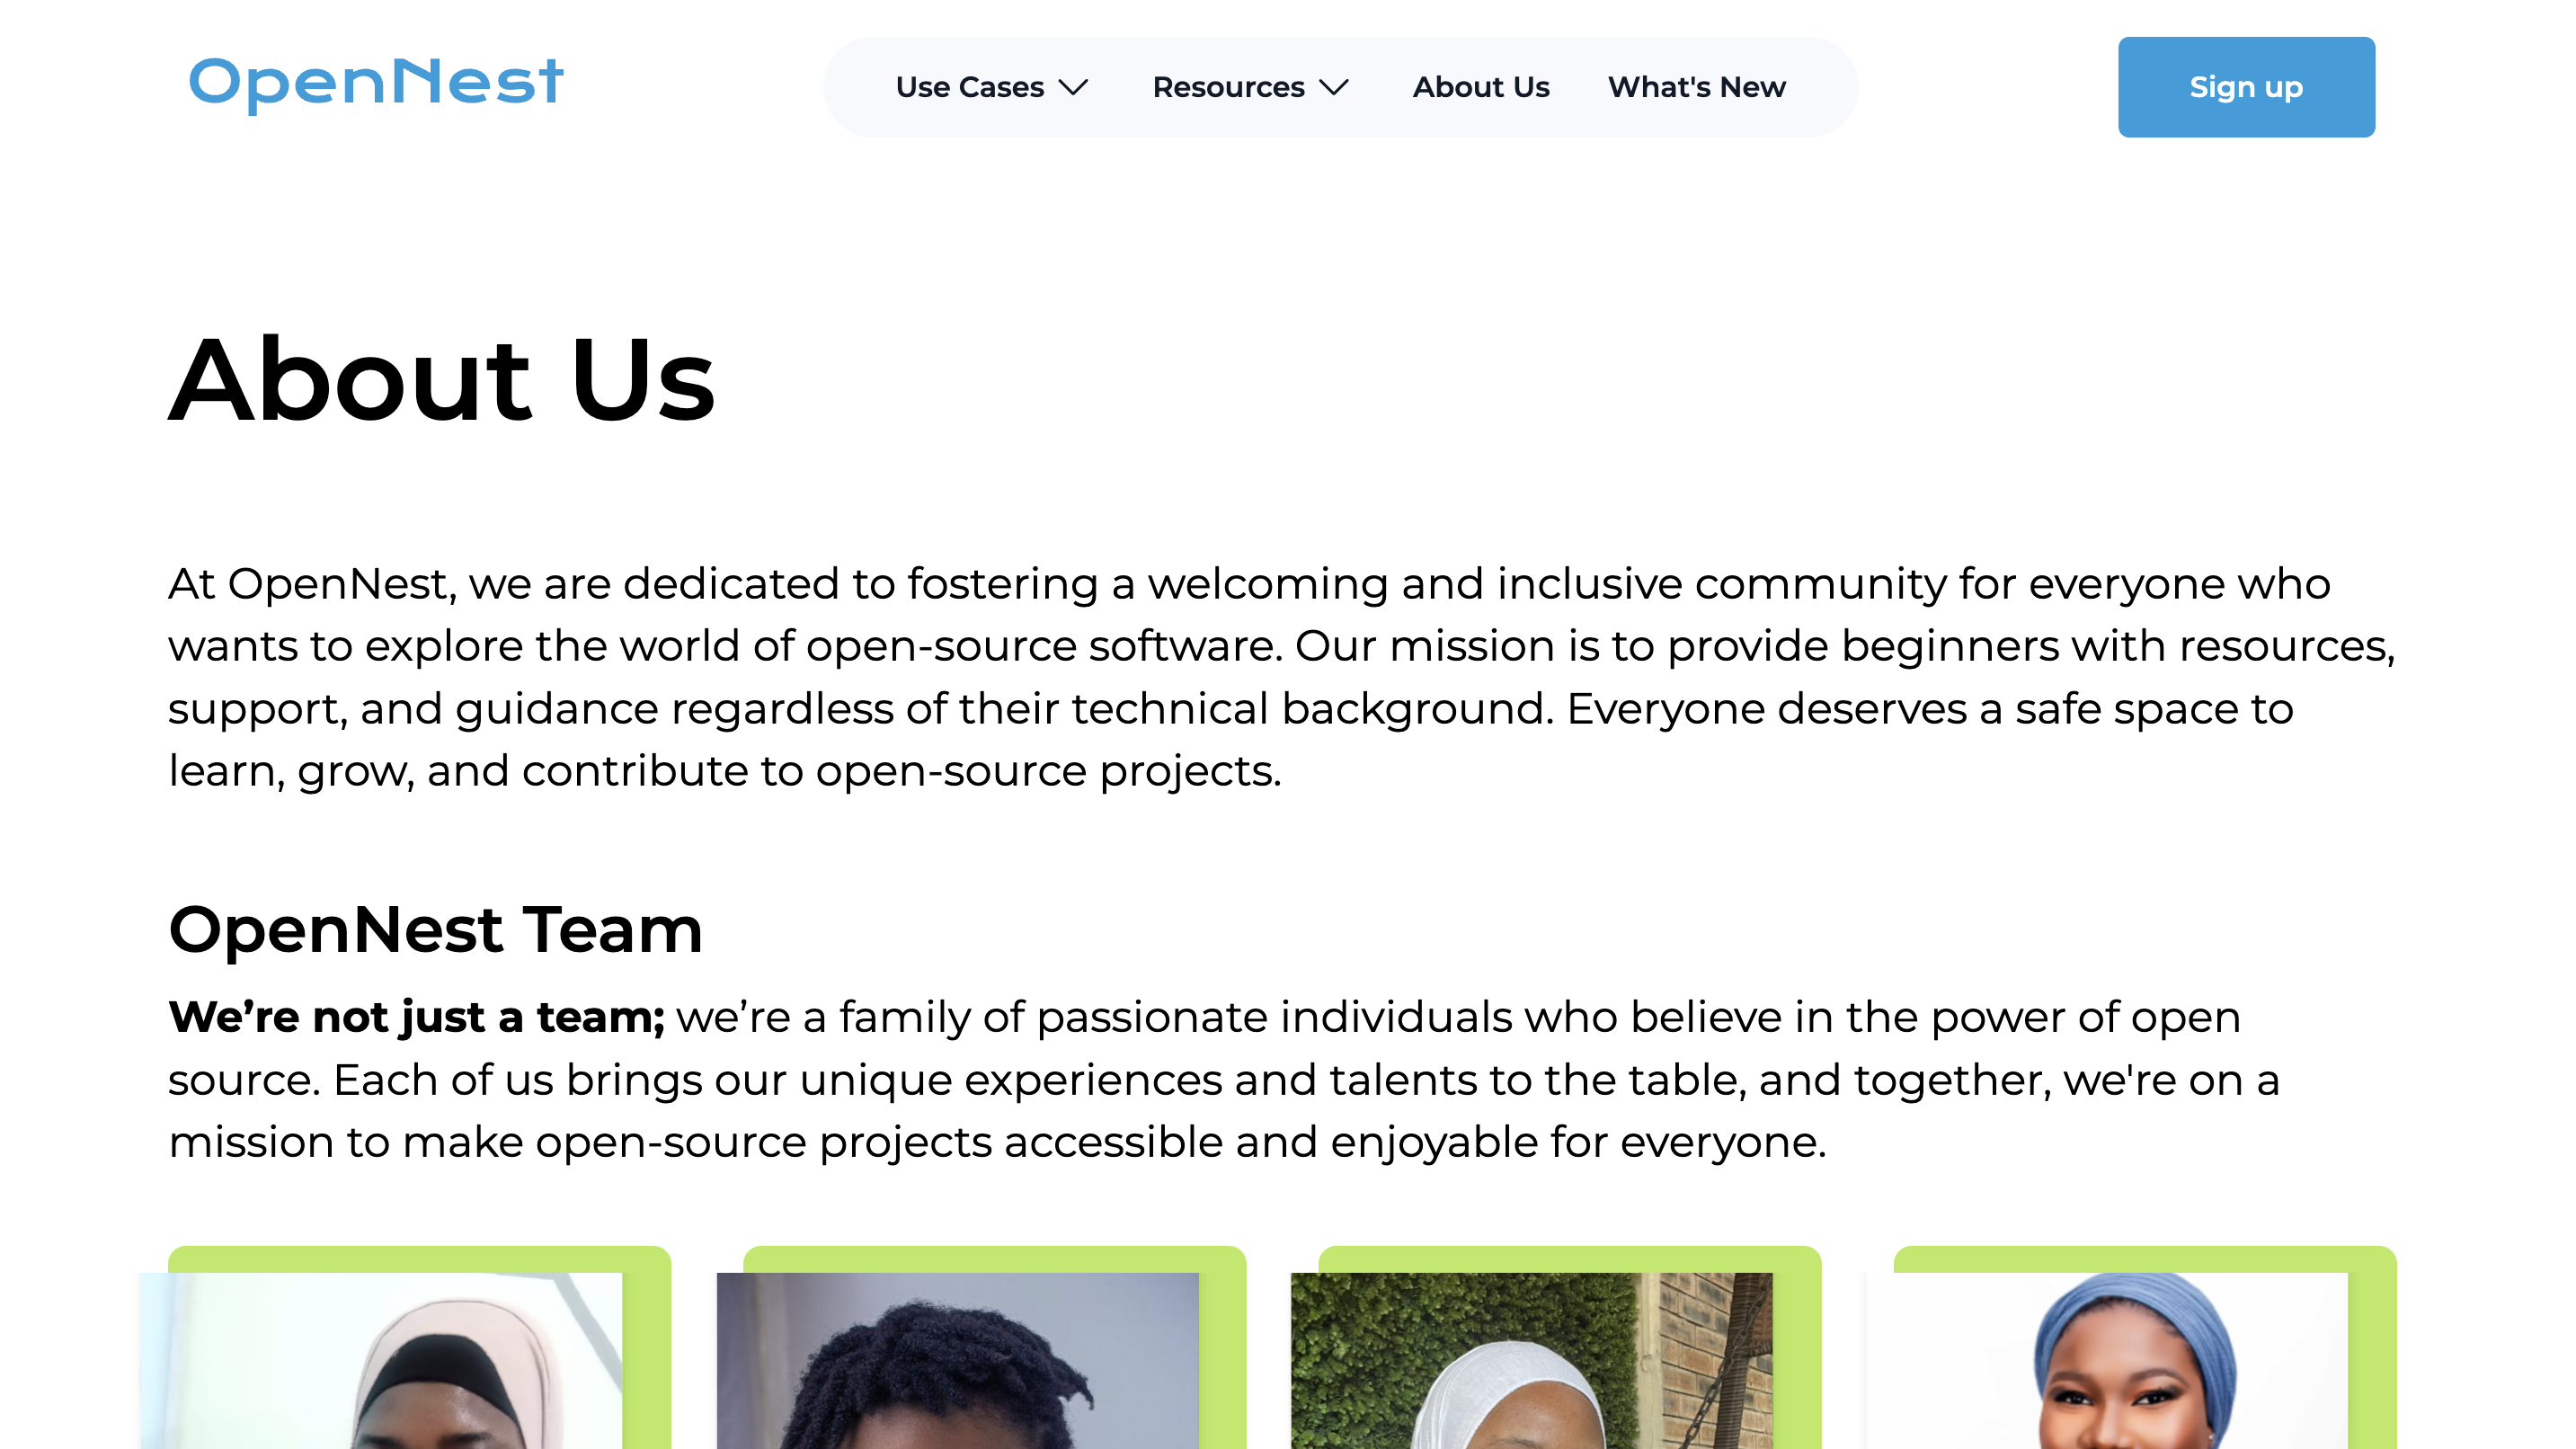 OpenNest
Use Cases
Resources
About Us
What's New
Sign up
About Us
At OpenNest, we are dedicated to fostering a welcoming and inclusive community for everyone who
wants to explore the world of open-source software. Our mission is to provide beginners with resources,
support, and guidance regardless of their technical background. Everyone deserves a safe space to
learn, grow, and contribute to open-source projects.
OpenNest Team
We’re not just a team; we’re a family of passionate individuals who believe in the power of open
source. Each of us brings our unique experiences and talents to the table, and together, we're on a
mission to make open-source projects accessible and enjoyable for everyone.